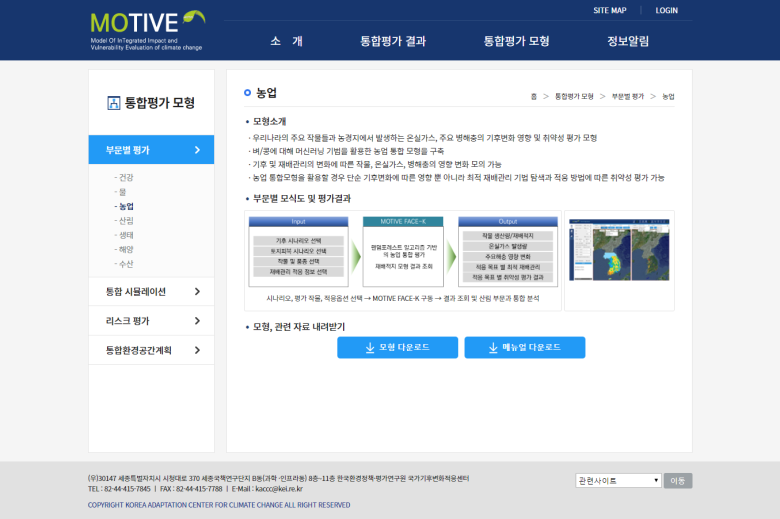 SITE MAP | LOGIN
MOTIVE
Model Of InTegrated Impact and
Vulnerability Evaluation of climate change
소 개 통합평가 결과 통합평가 모형 정보알림
통합평가 모형
부문별 평가
- 건강
- 물
- 농업
- 산림
- 생태
- 해양
- 수산
통합 시뮬레이션
리스크 평가
통합환경공간계획
농업
홈 > 통합평가 모형 > 부문별 평가 > 농업
• 모형소개
· 우리나라의 주요 작물들과 농경지에서 발생하는 온실가스, 주요 병해충의 기후변화 영향 및 취약성 평가 모형
· 벼/콩에 대해 머신러닝 기법을 활용한 농업 통합 모형을 구축
· 기후 및 재배관리의 변화에 따른 작물, 온실가스, 병해충의 영향 변화 모의 가능
· 농업 통합모형을 활용할 경우 단순 기후변화에 따른 영향 뿐 아니라 최적 재배관리 기법 탐색과 적응 방법에 따른 취약성 평가 가능
• 부문별 모식도 및 평가결과
Input
기후 시나리오 선택
토지피복 시나리오 선택
작물 및 품종 선택
재배관리 적응 정보 선택
MOTIVE FACE-K
랜덤포레스트 알고리즘 기반
의 농업 통합 평가
재배적지 모형 결과 조회
Output
작물 생산량/재배적지
온실가스 발생량
주요해충 영향 변화
적응 목표 별 최적 재배관리
적응 목표 별 취약성 평가 결과
시나리오, 평가 작물, 적응옵션 선택 → MOTIVE FACE-K 구동 → 결과 조회 및 산림 부문과 통합 분석
• 모형, 관련 자료 내려받기
모형 다운로드
메뉴얼 다운로드
(우)30147 세종특별자치시 시청대로 370 세종국책연구단지 B동(과학·인프라동) 8층~11층 한국환경정책·평가연구원 국가기후변화적응센터
TEL : 82-44-415-7845 | FAX : 82-44-415-7788 | E-Mail : kaccc@kei.re.kr
COPYRIGHT KOREA ADAPTATION CENTER FOR CLIMATE CHANGE ALL RIGHT RESERVED
관련사이트
이동